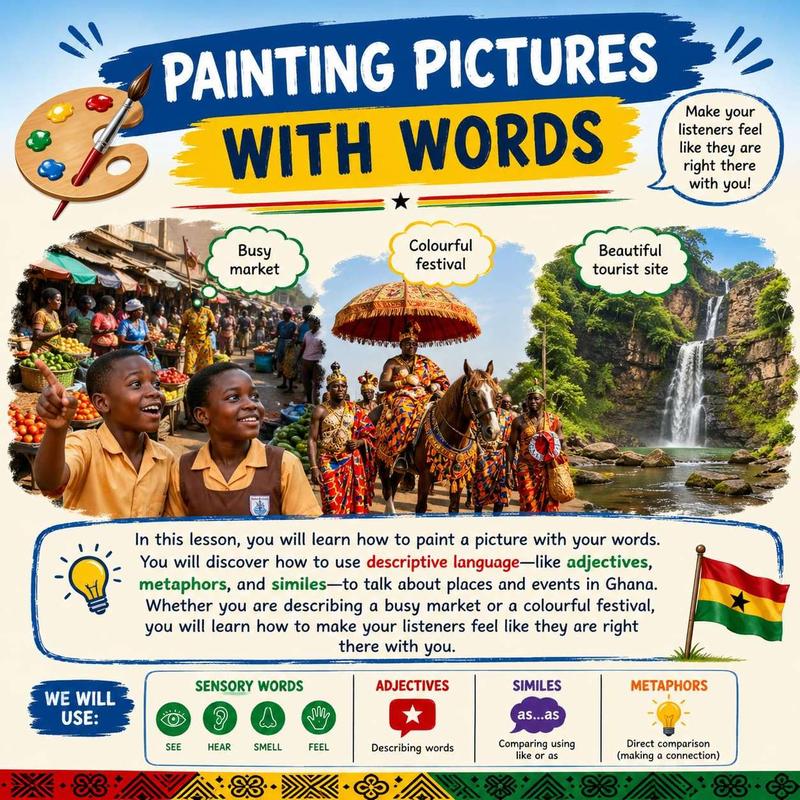 PAINTING PICTURES
WITH WORDS
Make your
listeners feel
like they are
right there
with you!
Busy
market
Colourful
festival
Beautiful
tourist site
In this lesson, you will learn how to paint a picture with your words.
You will discover how to use descriptive language—like adjectives,
metaphors, and similes—to talk about places and events in Ghana.
Whether you are describing a busy market or a colourful festival,
you will learn how to make your listeners feel like they are right
there with you.
WE WILL
USE:
SENSORY WORDS
SEE
HEAR
SMELL
FEEL
ADJECTIVES
Describing words
SIMILES
as...as
Comparing using
like or as
METAPHORS
Direct comparison
(making a connection)